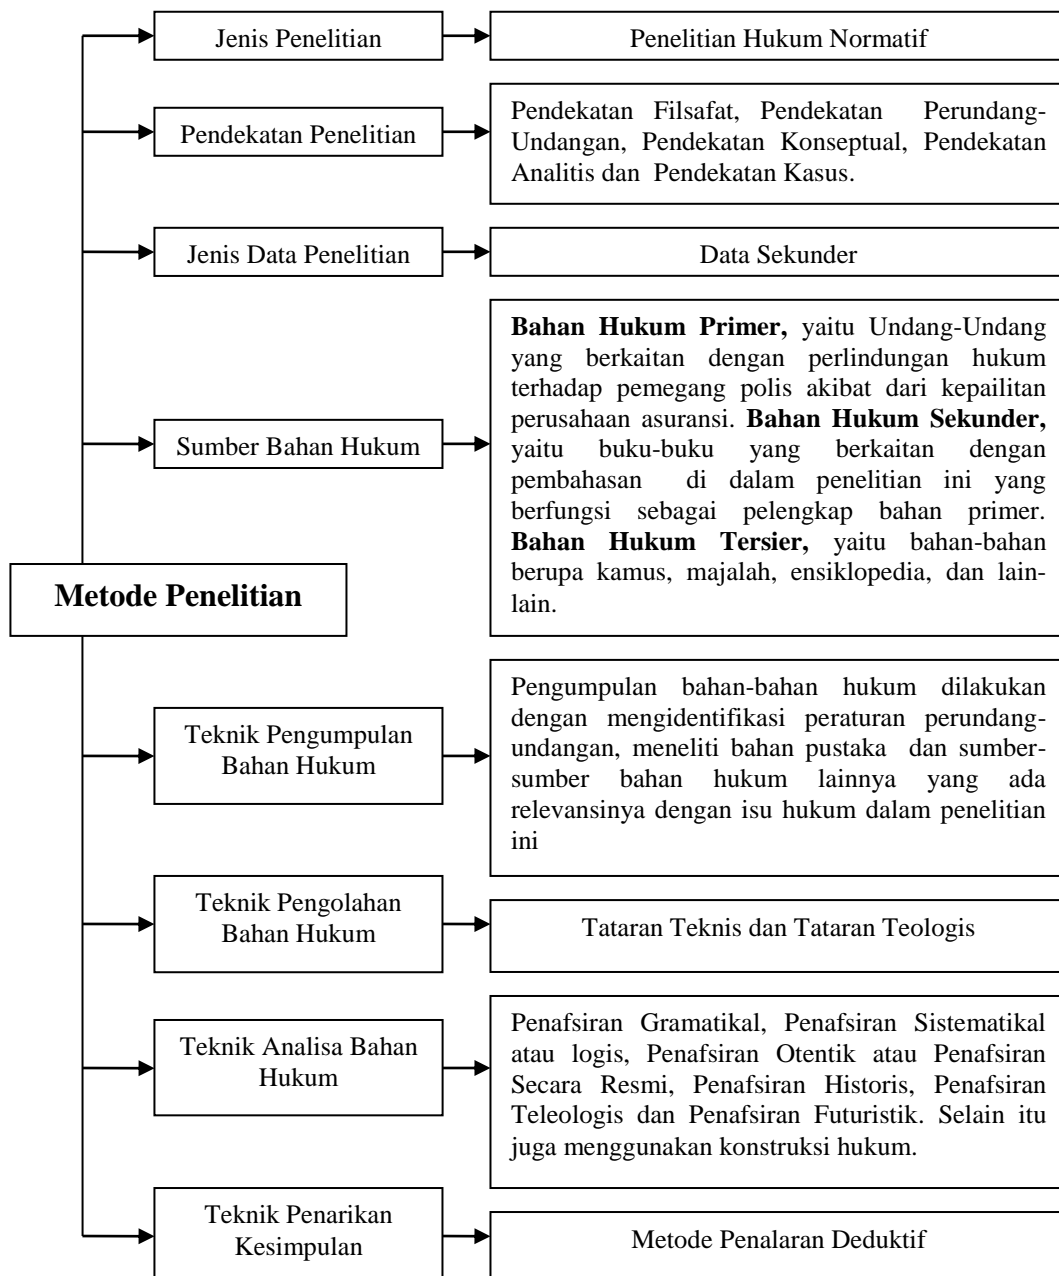 Jenis Penelitian
Penelitian Hukum Normatif
Pendekatan Penelitian
Pendekatan Filsafat, Pendekatan Perundang-
Undangan, Pendekatan Konseptual, Pendekatan
Analitis dan Pendekatan Kasus.
Jenis Data Penelitian
Data Sekunder
Sumber Bahan Hukum
Bahan Hukum Primer, yaitu Undang-Undang
yang berkaitan dengan perlindungan hukum
terhadap pemegang polis akibat dari kepailitan
perusahaan asuransi. Bahan Hukum Sekunder,
yaitu buku-buku yang berkaitan dengan
pembahasan di dalam penelitian ini yang
berfungsi sebagai pelengkap bahan primer.
Bahan Hukum Tersier, yaitu bahan-bahan
berupa kamus, majalah, ensiklopedia, dan lain-
lain.
Metode Penelitian
Teknik Pengumpulan
Bahan Hukum
Pengumpulan bahan-bahan hukum dilakukan
dengan mengidentifikasi peraturan perundang-
undangan, meneliti bahan pustaka dan sumber-
sumber bahan hukum lainnya yang ada
relevansinya dengan isu hukum dalam penelitian
ini
Teknik Pengolahan
Bahan Hukum
Tataran Teknis dan Tataran Teologis
Teknik Analisa Bahan
Hukum
Penafsiran Gramatikal, Penafsiran Sistematikal
atau logis, Penafsiran Otentik atau Penafsiran
Secara Resmi, Penafsiran Historis, Penafsiran
Teleologis dan Penafsiran Futuristik. Selain itu
juga menggunakan konstruksi hukum.
Teknik Penarikan
Kesimpulan
Metode Penalaran Deduktif